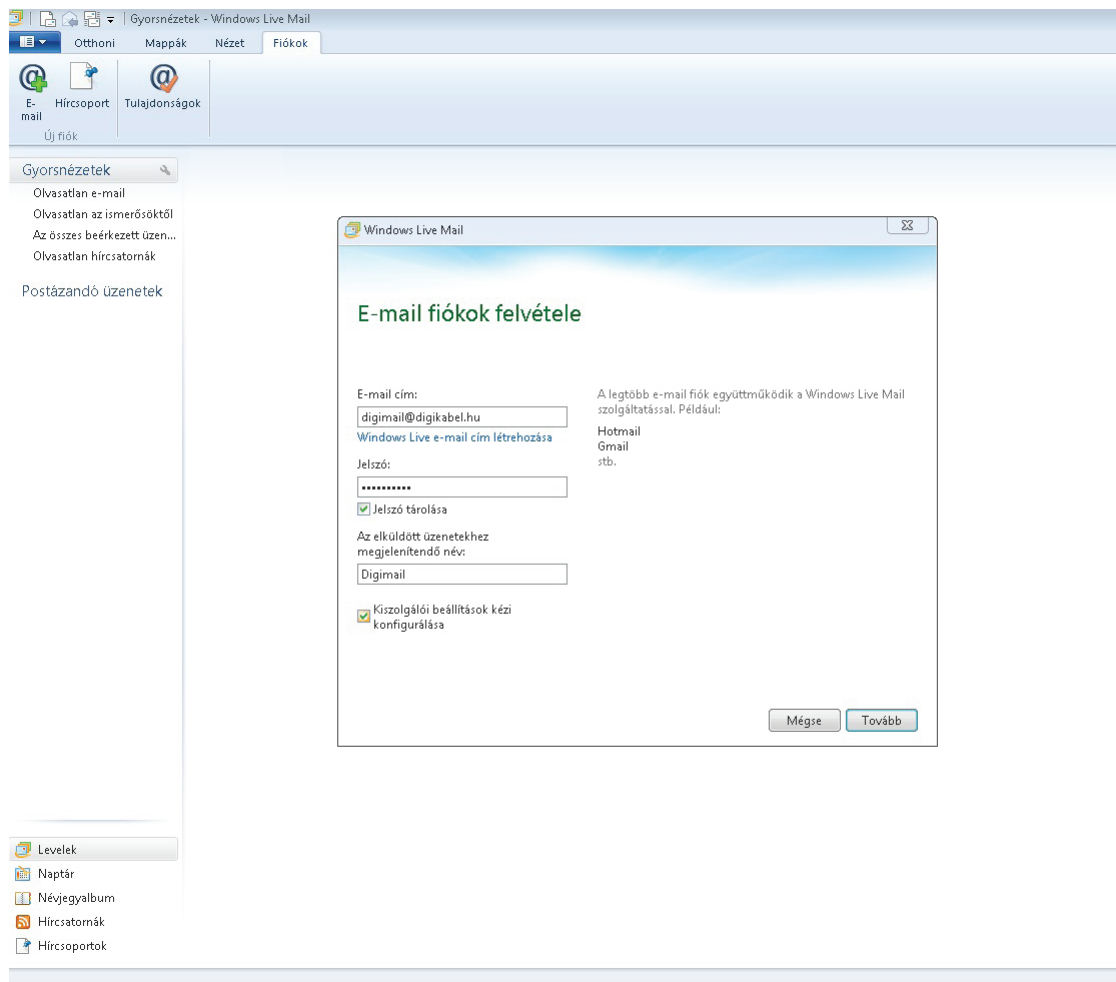 Gyorsnézetek - Windows Live Mail
Otthoni Mappák Nézet Fiókok
E-mail Hírcsoport Tulajdonságok
Új fiók
Gyorsnézetek
Olvasatlan e-mail
Olvasatlan az ismerősöktől
Az összes beérkezett üzen...
Olvasatlan hírcsatornák
Postázandó üzenetek
Windows Live Mail
E-mail fiókok felvétele
E-mail cím:
digimail@digikabel.hu
Windows Live e-mail cím létrehozása
Jelszó:
••••••••••
Jelszó tárolása
Az elküldött üzenetekhez
megjelenítendő név:
Digimail
Kiszolgálói beállítások kézi
konfigurálása
A legtöbb e-mail fiók együttműködik a Windows Live Mail
szolgáltatással. Például:
Hotmail
Gmail
stb.
Mégse Tovább
Levelek
Naptár
Névjegyalbum
Hírcsatornák
Hírcsoportok